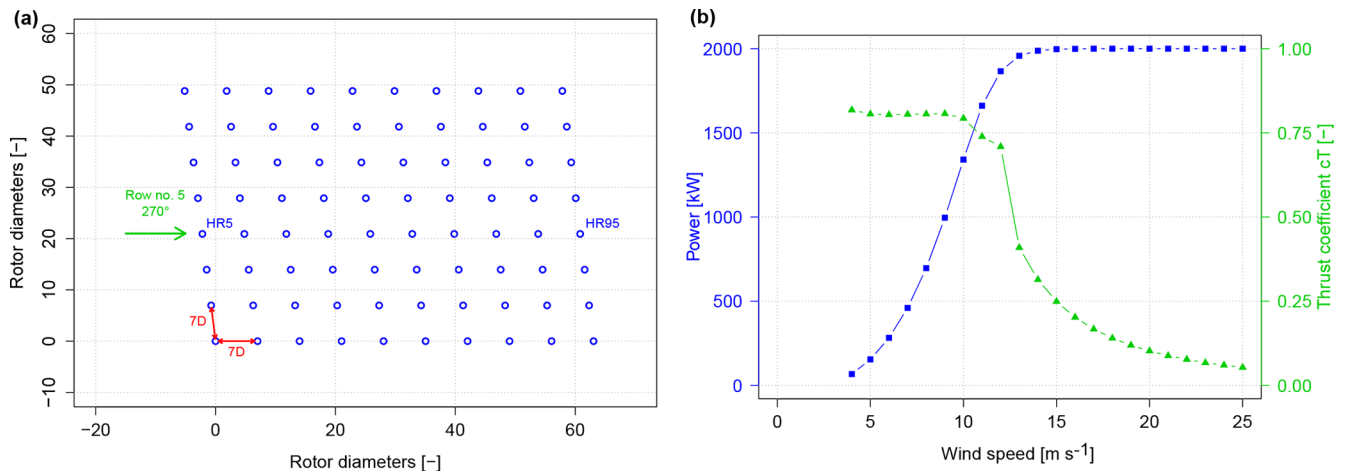 (a)
Rotor diameters [−]
60
50
40
30
20
10
0
−10
Row no. 5
270°
HR5
HR95
7D
7D
−20
0
20
40
60
Rotor diameters [−]
(b)
Power [kW]
2000
1500
1000
500
0
1.00
0.75
0.50
0.25
0.00
Thrust coefficient cT [−]
0
5
10
15
20
25
Wind speed [m s-1]